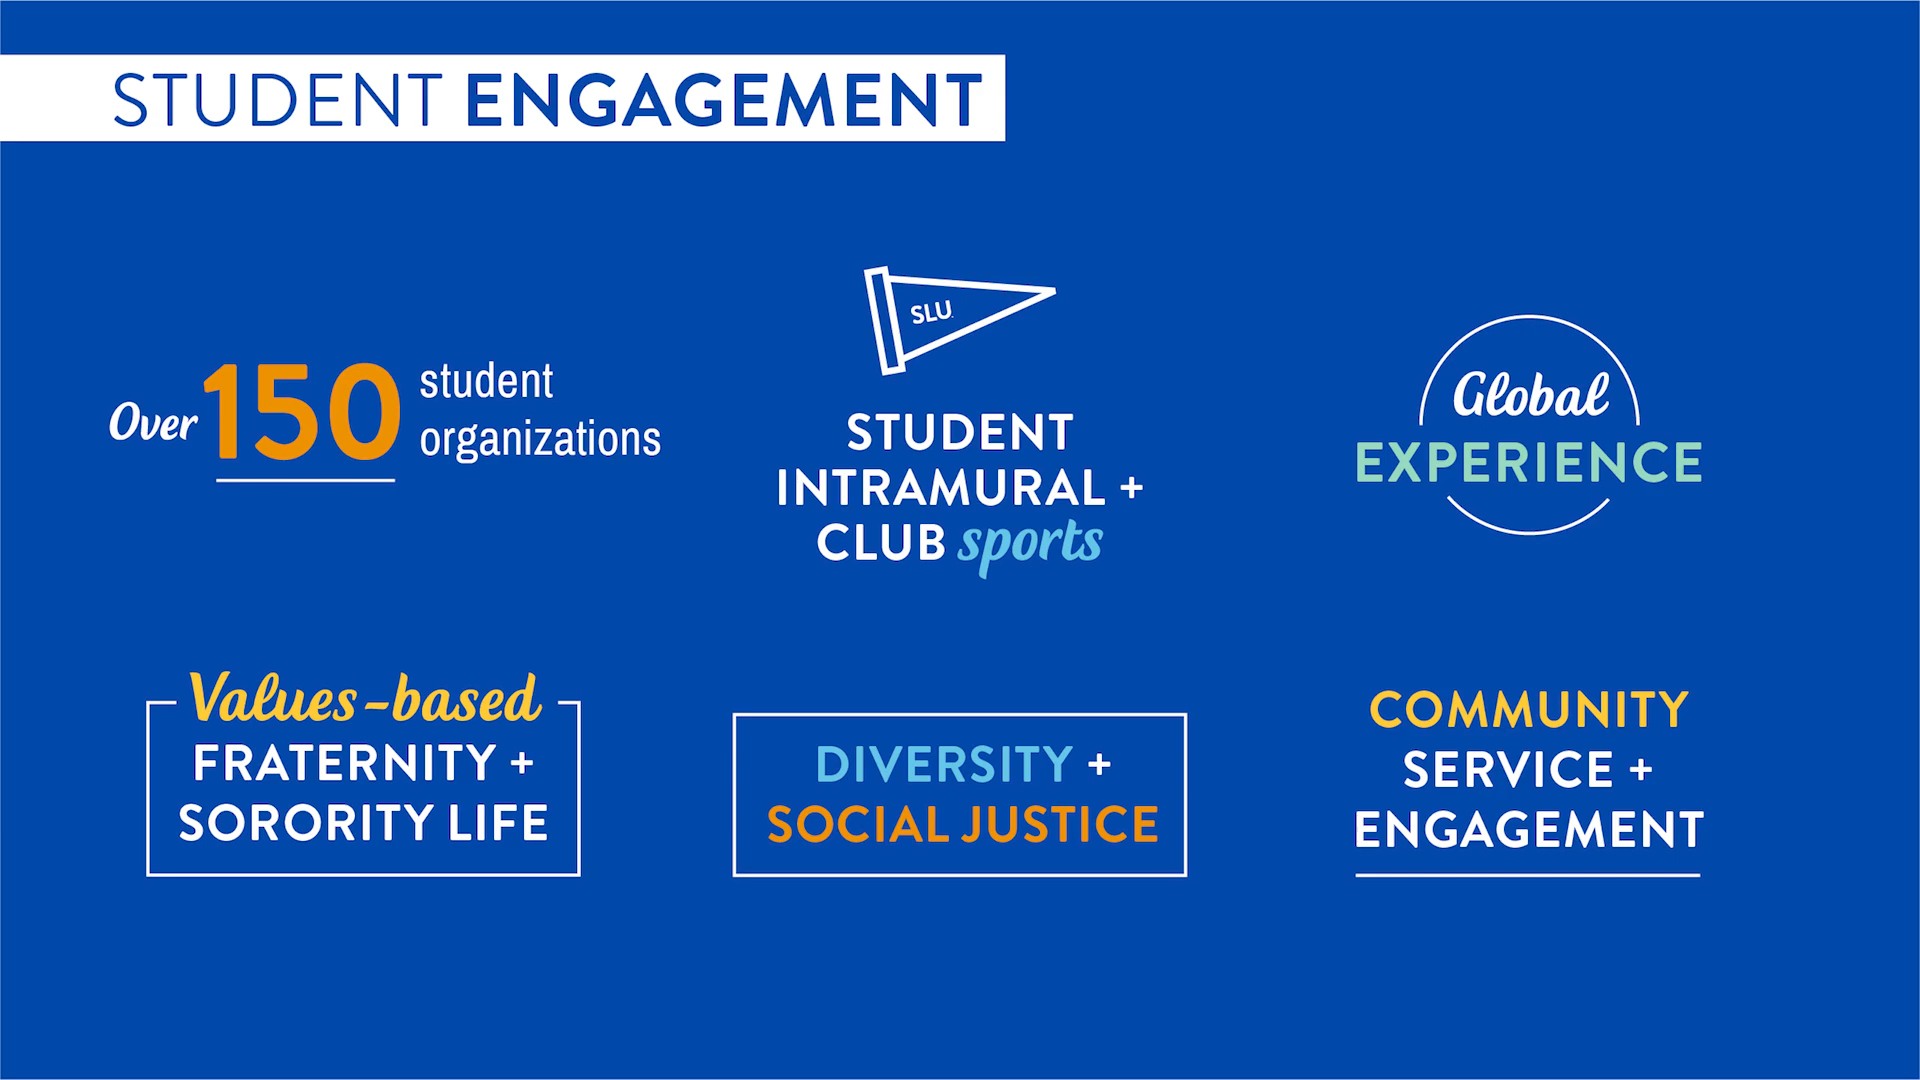 STUDENT ENGAGEMENT
Over 150 student
organizations
SLU
STUDENT
INTRAMURAL +
CLUB sports
Global
EXPERIENCE
Values-based
FRATERNITY +
SORORITY LIFE
DIVERSITY +
SOCIAL JUSTICE
COMMUNITY
SERVICE +
ENGAGEMENT